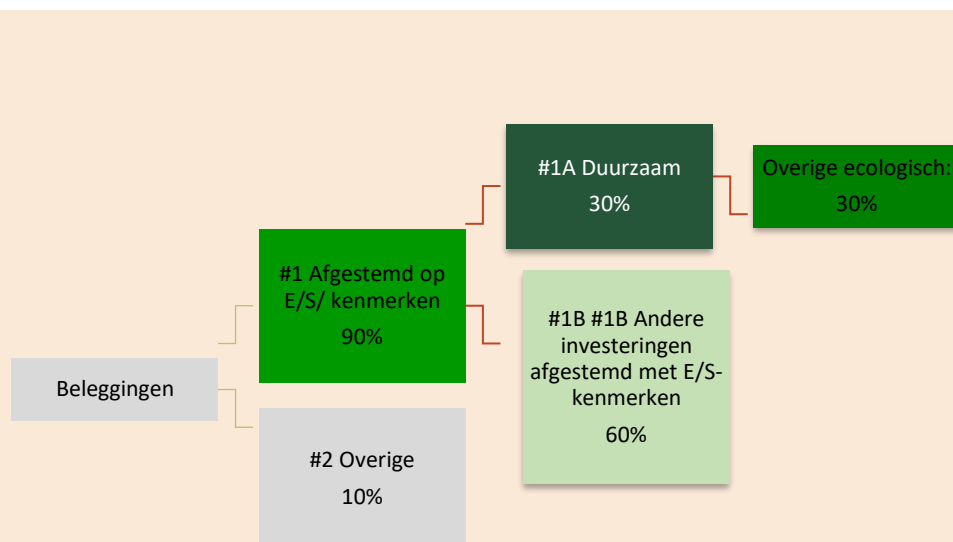 Beleggingen
#1 Afgestemd op
E/S/ kenmerken
90%
#2 Overige
10%
#1A Duurzaam
30%
#1B #1B Andere
investeringen
afgestemd met E/S-
kenmerken
60%
Overige ecologisch:
30%